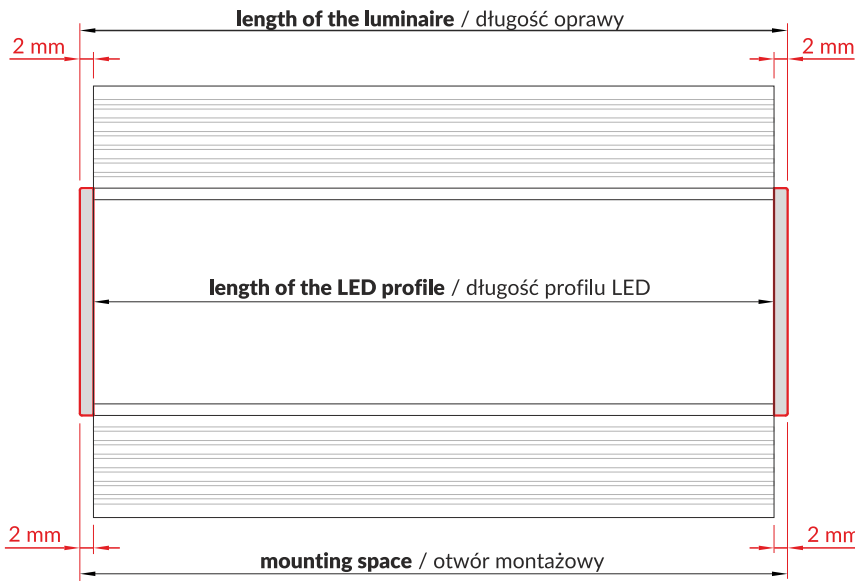 length of the luminaire / długość oprawy
2 mm
2 mm
length of the LED profile / długość profilu LED
2 mm
2 mm
mounting space / otwór montażowy